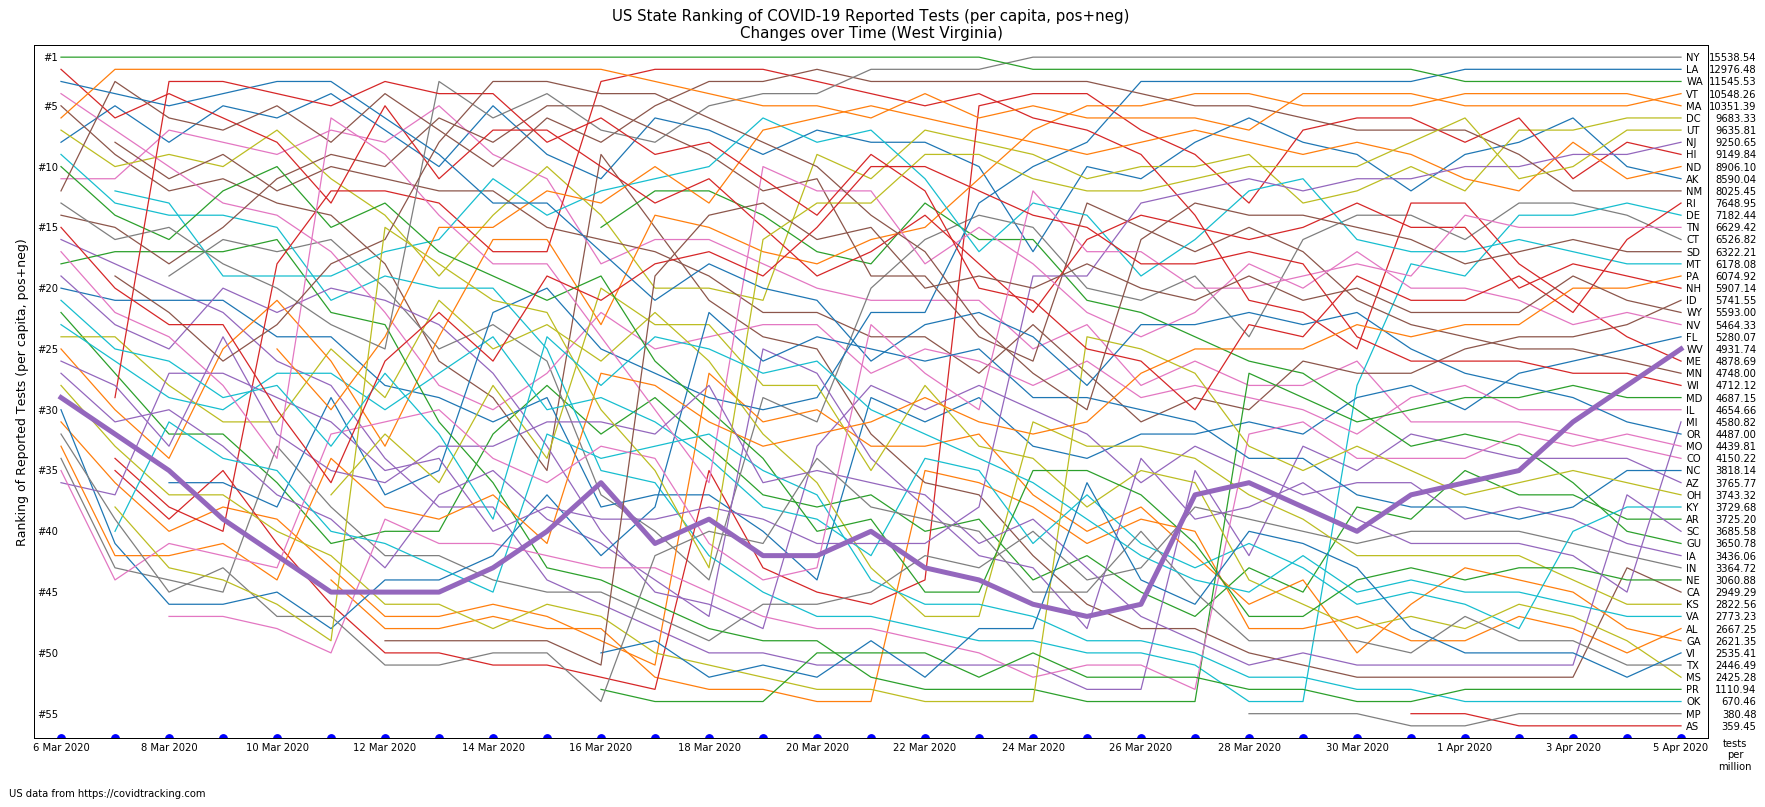 US State Ranking of COVID-19 Reported Tests (per capita, pos+neg)
Changes over Time (West Virginia)
Ranking of Reported Tests (per capita, pos+neg)
#1
#5
#10
#15
#20
#25
#30
#35
#40
#45
#50
#55
NY 15538.54
LA 12976.48
WA 11545.53
VT 10548.26
MA 10351.39
DC 9683.33
UT 9635.81
NJ 9250.65
HI 9149.84
ND 8906.10
AK 8590.04
NM 8025.45
RI 7648.95
DE 7182.44
TN 6629.42
CT 6526.82
SD 6322.21
MT 6178.08
PA 6074.92
NH 5907.14
ID 5741.55
WY 5593.00
NV 5464.33
FL 5280.07
WV 4931.74
ME 4878.69
MN 4748.00
WI 4712.12
MD 4687.15
IL 4654.66
MI 4580.82
OR 4487.00
MO 4439.81
CO 4150.22
NC 3818.14
AZ 3765.77
OH 3743.32
KY 3729.68
AR 3725.20
SC 3685.58
GU 3650.78
IA 3436.06
IN 3364.72
NE 3060.88
CA 2949.29
KS 2822.56
VA 2773.23
AL 2667.25
GA 2621.35
VI 2535.41
TX 2446.49
MS 2425.28
PR 1110.94
OK 670.46
MP 380.48
AS 359.45
6 Mar 2020
8 Mar 2020
10 Mar 2020
12 Mar 2020
14 Mar 2020
16 Mar 2020
18 Mar 2020
20 Mar 2020
22 Mar 2020
24 Mar 2020
26 Mar 2020
28 Mar 2020
30 Mar 2020
1 Apr 2020
3 Apr 2020
5 Apr 2020
tests
per
million
US data from https://covidtracking.com